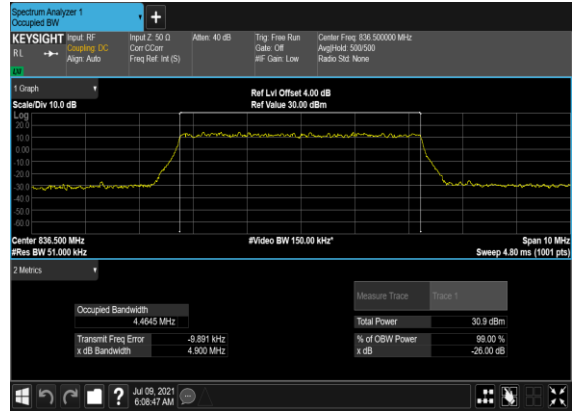 Spectrum Analyzer 1
Occupied BW
KEYSIGHT Input: RF Input Z: 50 Ω Atten: 40 dB Trig: Free Run Center Freq: 836.500000 MHz
RL Coupling: DC Corr CCorr Gate: Off Avg|Hold: 500/500
Align: Auto Freq Ref: Int (S) #IF Gain: Low Radio Std: None
1 Graph
Ref Lvl Offset 4.00 dB
Scale/Div 10.0 dB Ref Value 30.00 dBm
Log
20.0
10.0
0.00
-10.0
-20.0
-30.0
-40.0
-50.0
-60.0
Center 836.500 MHz #Video BW 150.00 kHz* Span 10 MHz
#Res BW 51.000 kHz Sweep 4.80 ms (1001 pts)
2 Metrics
Measure Trace Trace 1
Occupied Bandwidth
4.4645 MHz Total Power 30.9 dBm
Transmit Freq Error -9.891 kHz % of OBW Power 99.00 %
x dB Bandwidth 4.900 MHz x dB -26.00 dB
? Jul 09, 2021
6:08:47 AM